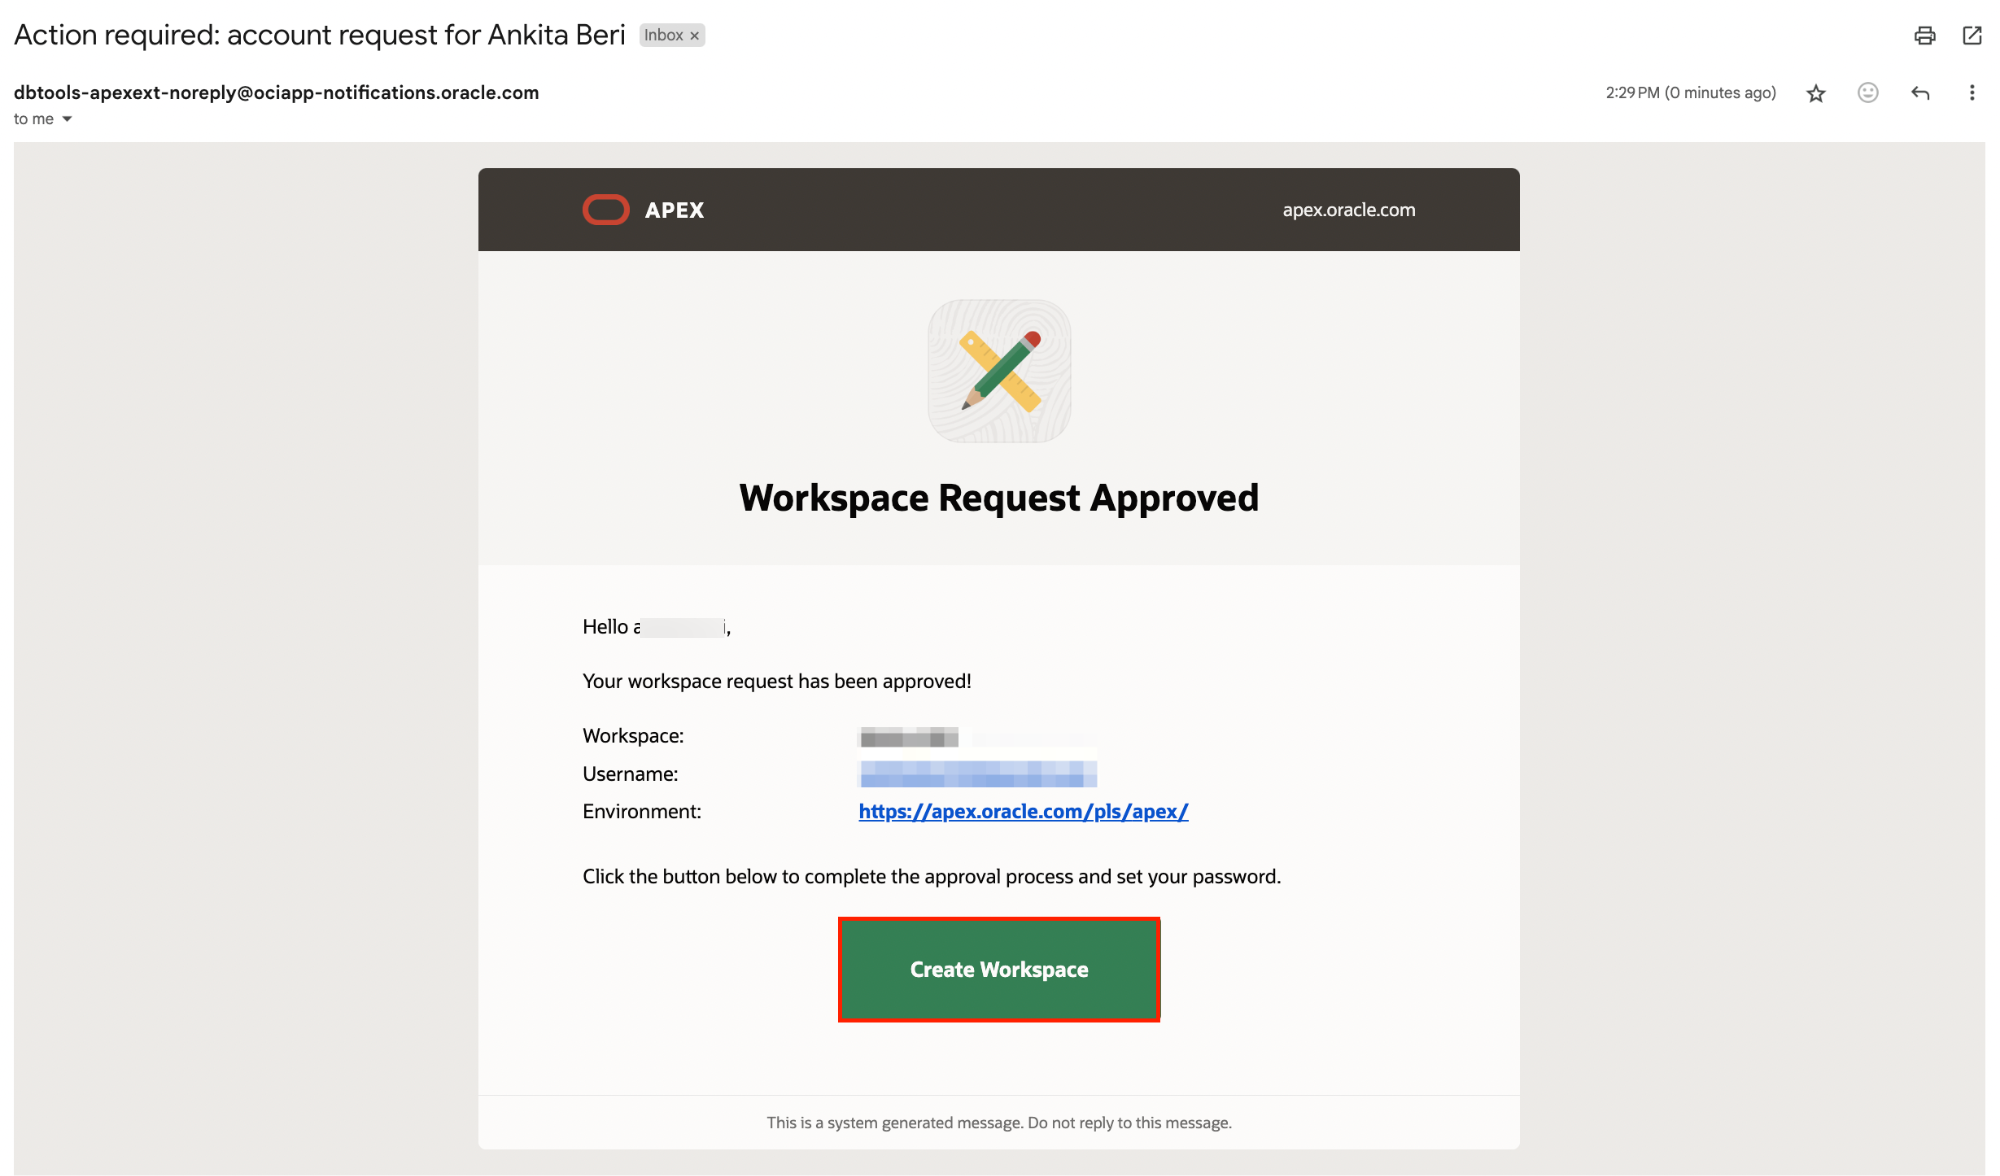 Action required: account request for Ankita Beri Inbox ×
dbtools-apexext-noreply@ociapp-notifications.oracle.com
2:29 PM (0 minutes ago)
to me
APEX
apex.oracle.com
Workspace Request Approved
Hello
Your workspace request has been approved!
Workspace:
Username:
Environment: https://apex.oracle.com/pls/apex/
Click the button below to complete the approval process and set your password.
Create Workspace
This is a system generated message. Do not reply to this message.